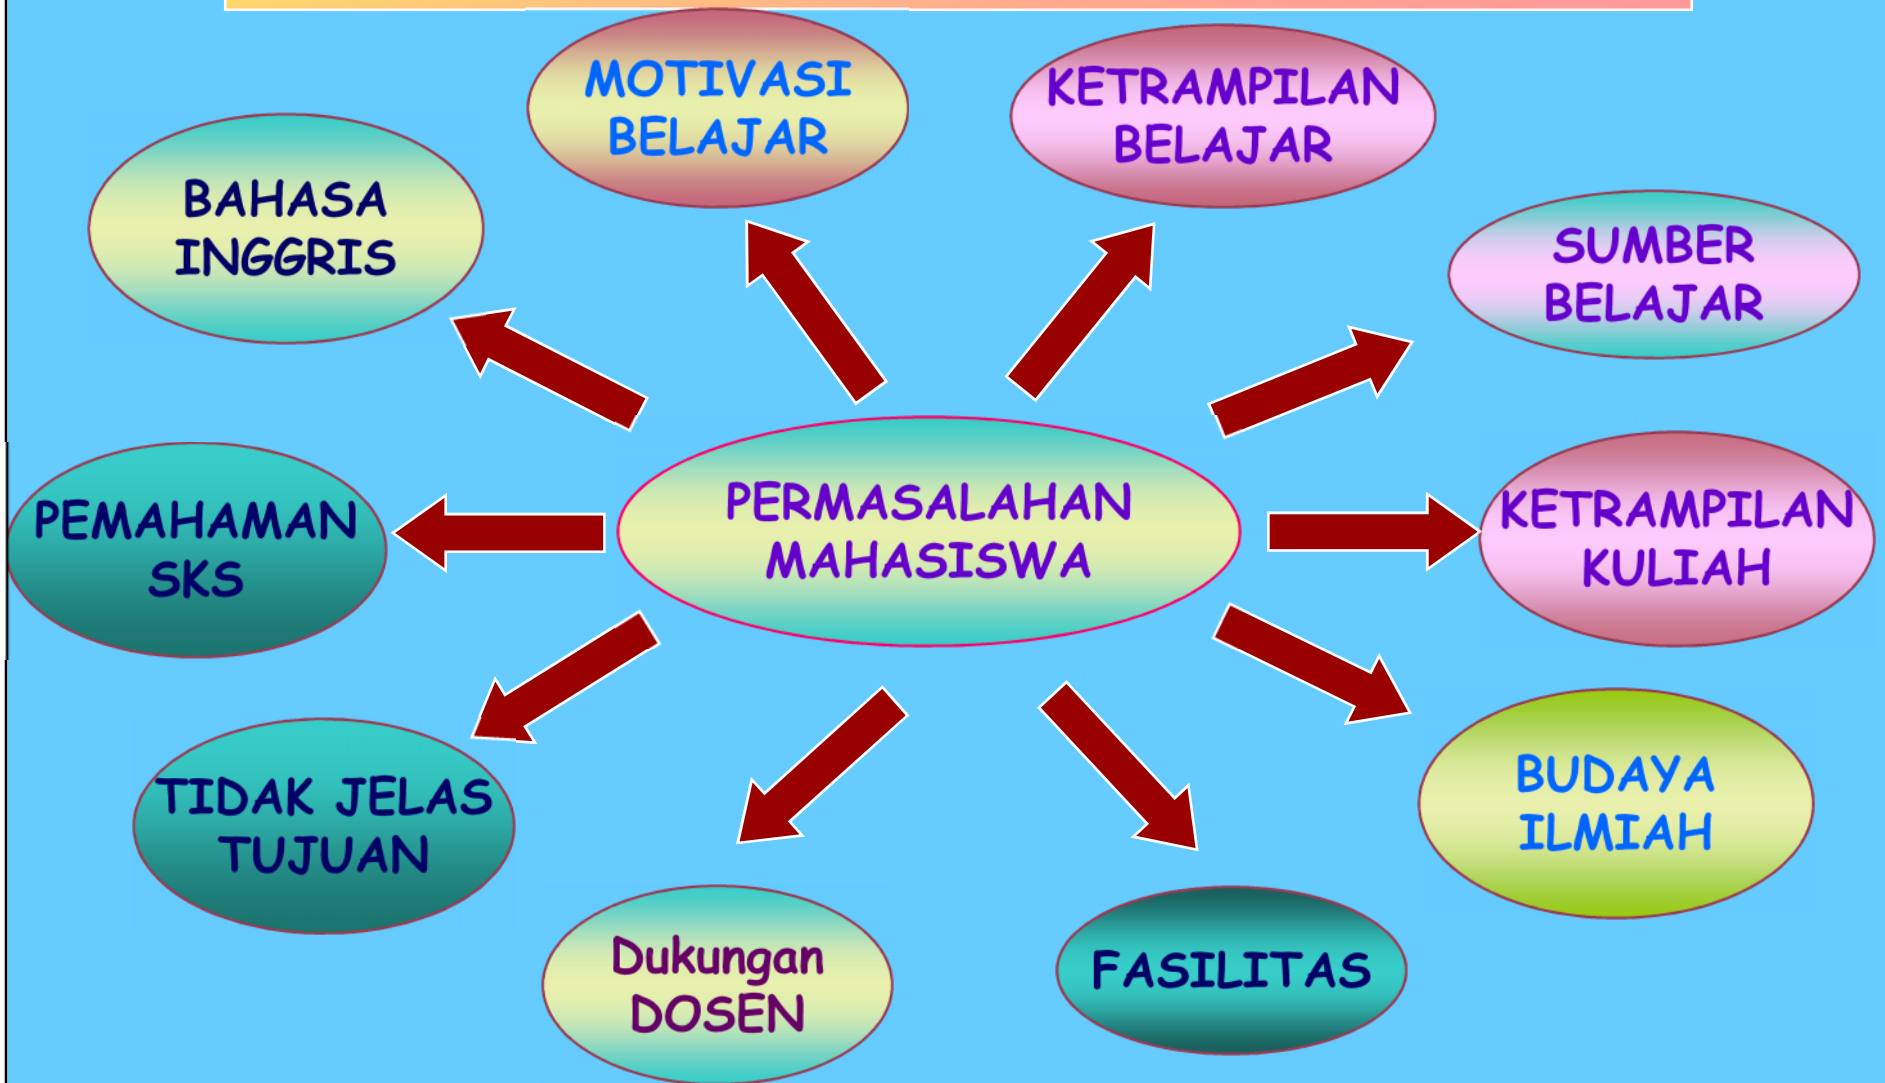 MOTIVASI
BELAJAR
KETRAMPILAN
BELAJAR
BAHASA
INGGRIS
SUMBER
BELAJAR
PERMASALAHAN
MAHASISWA
PEMAHAMAN
SKS
KETRAMPILAN
KULIAH
TIDAK JELAS
TUJUAN
BUDAYA
ILMIAH
Dukungan
DOSEN
FASILITAS